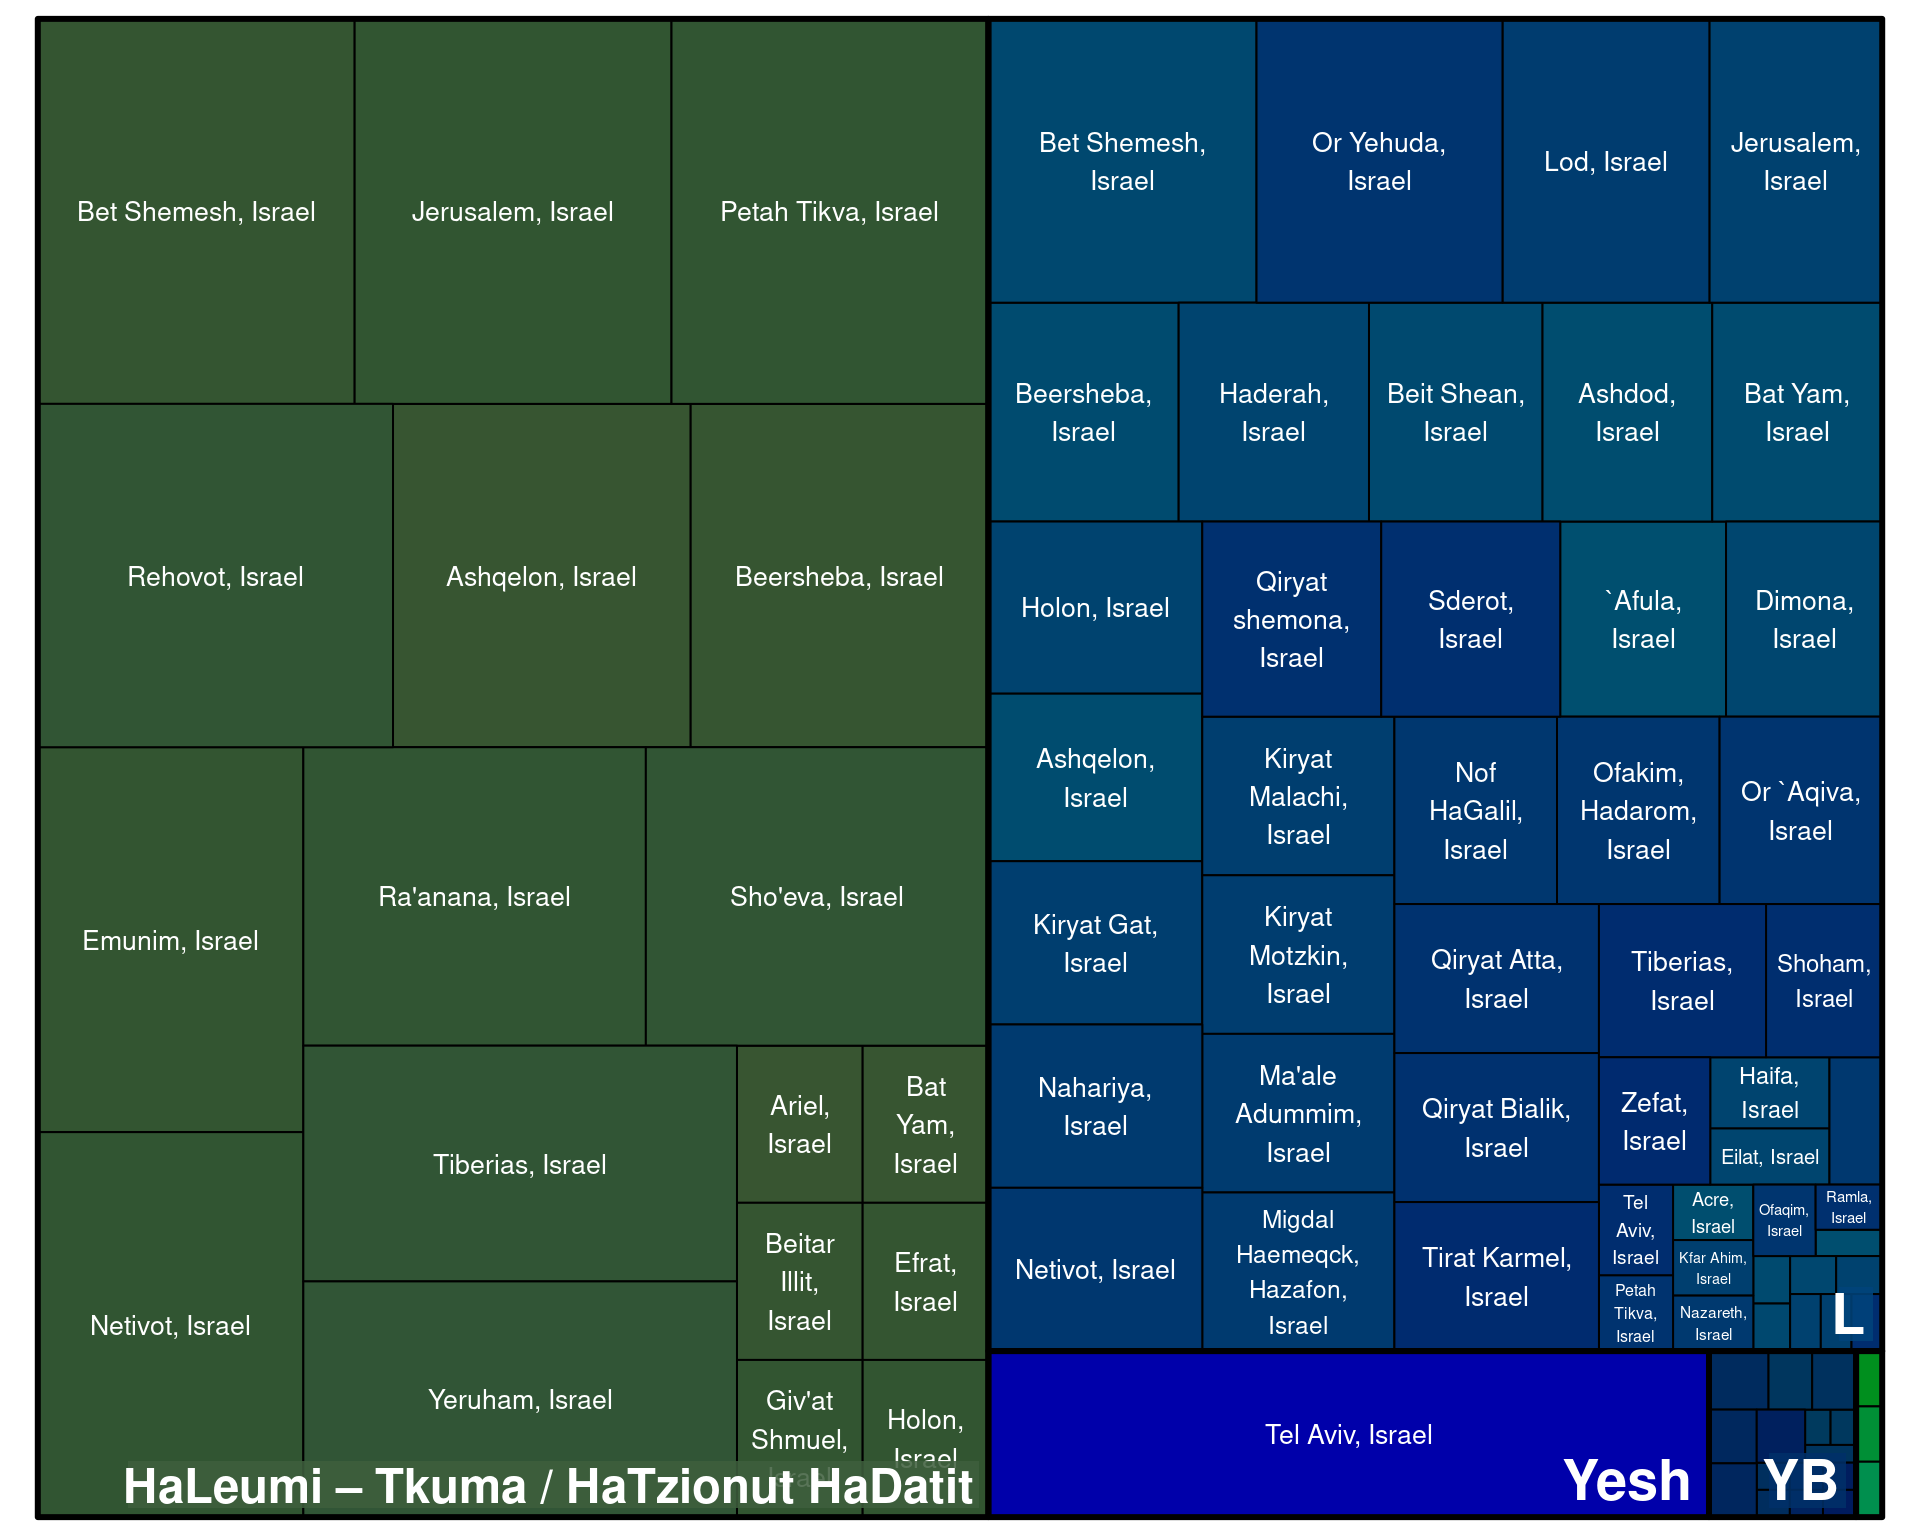 Bet Shemesh, Israel
Jerusalem, Israel
Petah Tikva, Israel
Rehovot, Israel
Ashqelon, Israel
Beersheba, Israel
Emunim, Israel
Ra'anana, Israel
Sho'eva, Israel
Netivot, Israel
Tiberias, Israel
Yeruham, Israel
Ariel,
Israel
Bat
Yam,
Israel
Beitar
Illit,
Israel
Efrat,
Israel
Giv'at
Shmuel,
Israel
Holon,
Israel
HaLeumi – Tkuma / HaTzionut HaDatit
Bet Shemesh,
Israel
Or Yehuda,
Israel
Lod, Israel
Jerusalem,
Israel
Beersheba,
Israel
Haderah,
Israel
Beit Shean,
Israel
Ashdod,
Israel
Bat Yam,
Israel
Holon, Israel
Qiryat
shemona,
Israel
Sderot,
Israel
`Afula,
Israel
Dimona,
Israel
Ashqelon,
Israel
Kiryat
Malachi,
Israel
Nof
HaGalil,
Israel
Ofakim,
Hadarom,
Israel
Or `Aqiva,
Israel
Kiryat Gat,
Israel
Kiryat
Motzkin,
Israel
Qiryat Atta,
Israel
Tiberias,
Israel
Shoham,
Israel
Nahariya,
Israel
Ma'ale
Adummim,
Israel
Qiryat Bialik,
Israel
Zefat,
Israel
Haifa,
Israel
Eilat, Israel
Netivot, Israel
Migdal
Haemeqck,
Hazafon,
Israel
Tirat Karmel,
Israel
Tel
Aviv,
Israel
Petah
Tikva,
Israel
Acre,
Israel
Kfar Ahim,
Israel
Nazareth,
Israel
Ofaqim,
Israel
Ramla,
Israel
L
Tel Aviv, Israel
Yesh
YB